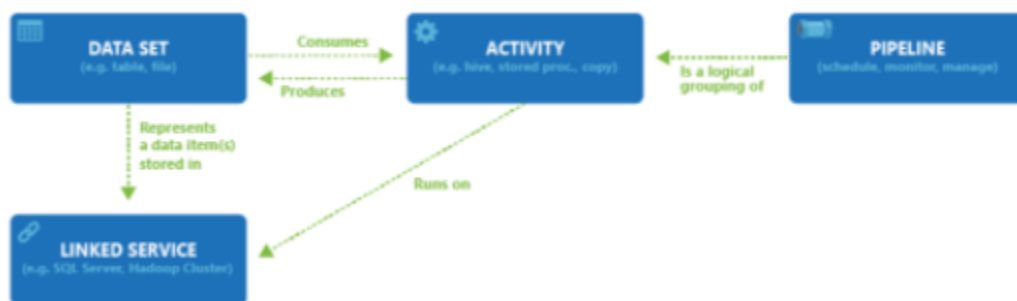 DATA SET
(e.g. table, file)
Consumes
Produces
ACTIVITY
(e.g. hive, stored proc., copy)
Is a logical
grouping of
PIPELINE
(schedule, monitor, manage)
Represents
a data item(s)
stored in
Runs on
LINKED SERVICE
(e.g. SQL Server, Hadoop Cluster)